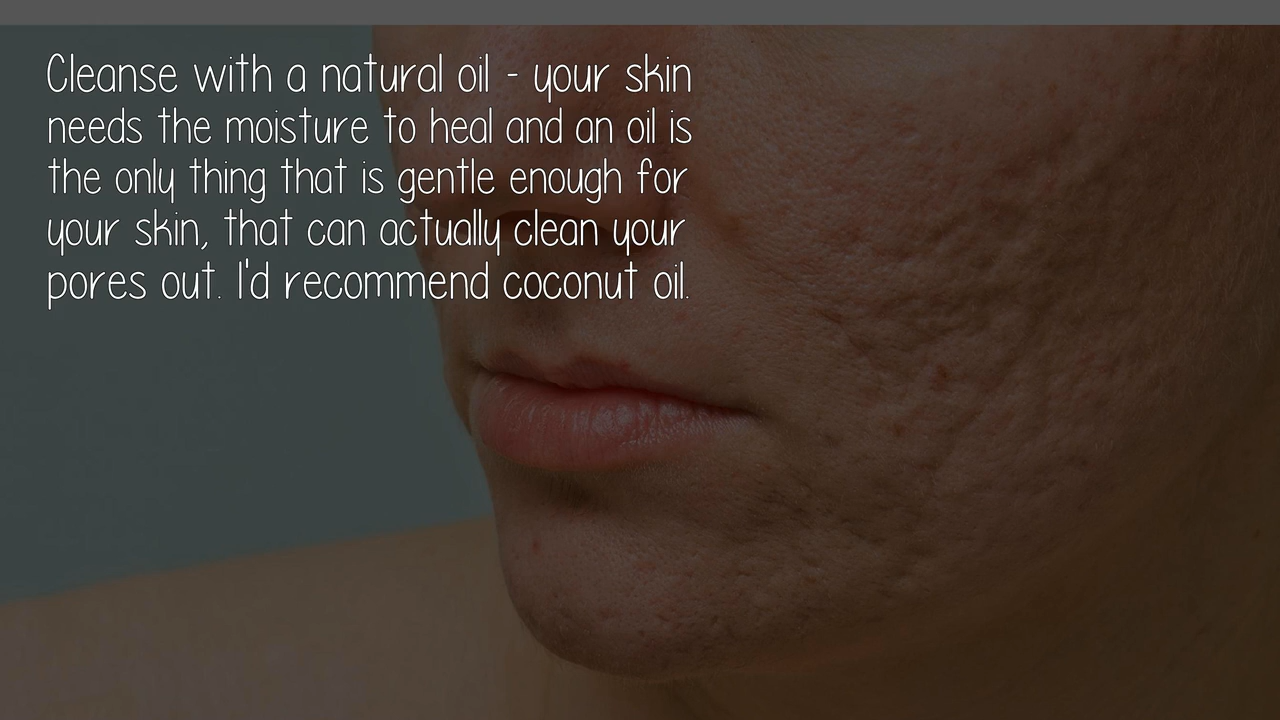 Cleanse with a natural oil - your skin
needs the moisture to heal and an oil is
the only thing that is gentle enough for
your skin, that can actually clean your
pores out. I'd recommend coconut oil.